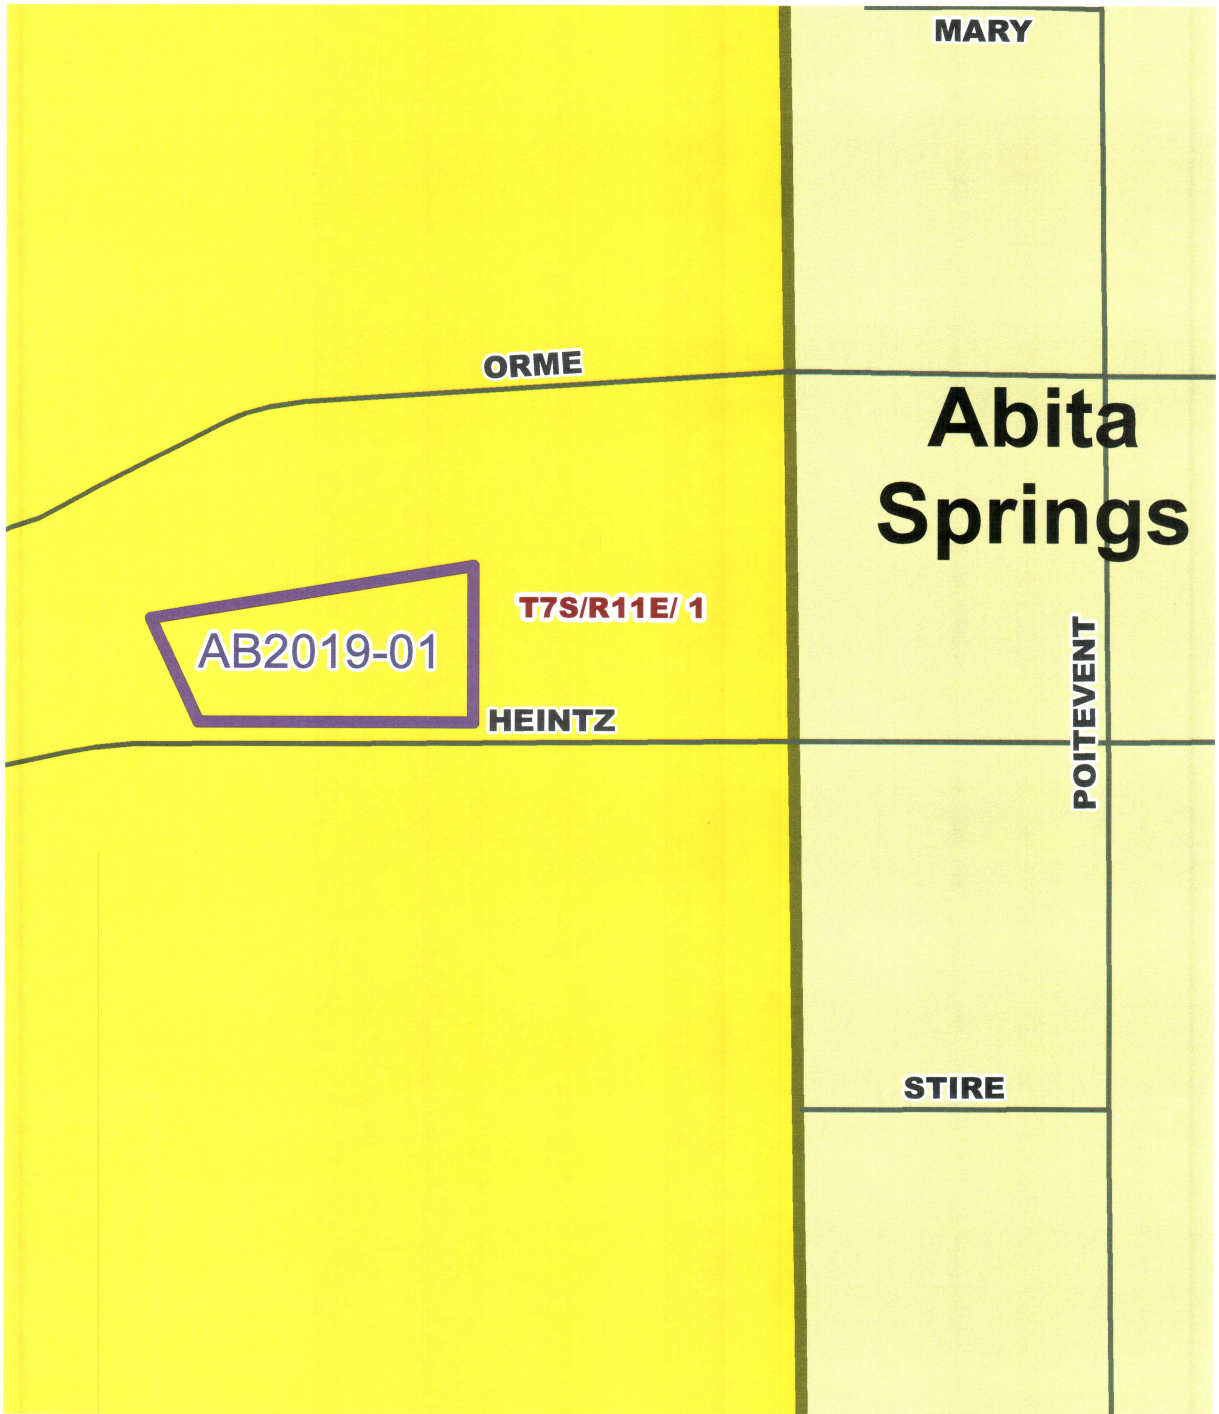 MARY
ORME
Abita
Springs
T7S/R11E/ 1
AB2019-01
HEINTZ
POITEVENT
STIRE